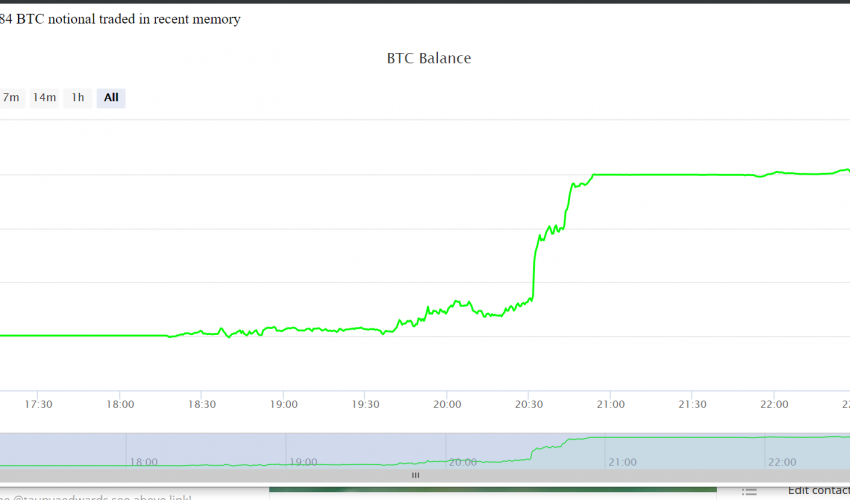 84 BTC notional traded in recent memory
BTC Balance
7m 14m 1h All
17:30 18:00 18:30 19:00 19:30 20:00 20:30 21:00 21:30 22:00 22
18:00 19:00 20:00 21:00 22:00
Edit contact